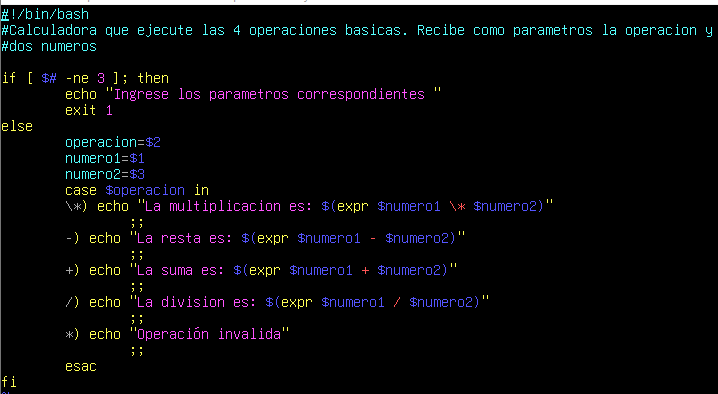 #!/bin/bash
#Calculadora que ejecute las 4 operaciones basicas. Recibe como parametros la operacion y
#dos numeros
if [ $# -ne 3 ]; then
echo "Ingrese los parametros correspondientes "
exit 1
else
operacion=$2
numero1=$1
numero2=$3
case $operacion in
\*) echo "La multiplicacion es: $(expr $numero1 \* $numero2)"
;;
-) echo "La resta es: $(expr $numero1 - $numero2)"
;;
+) echo "La suma es: $(expr $numero1 + $numero2)"
;;
/) echo "La division es: $(expr $numero1 / $numero2)"
;;
*) echo "Operación invalida"
;;
esac
fi